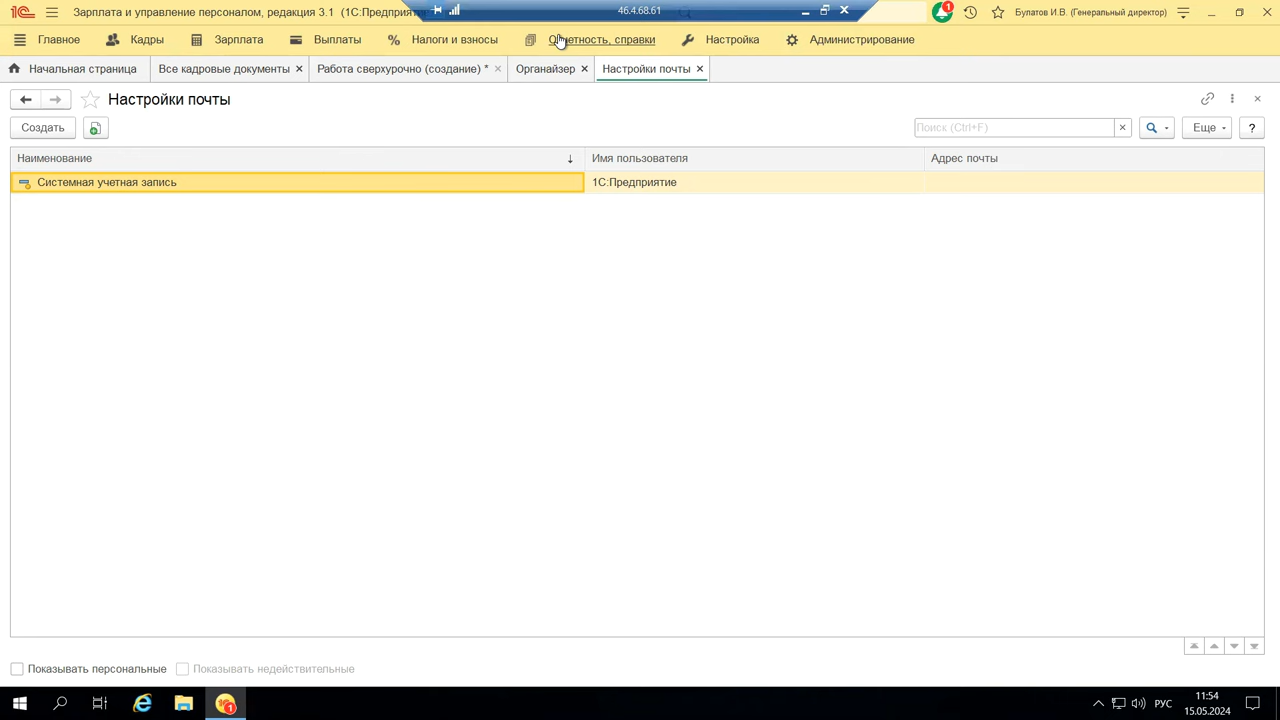 Зарплата и управление персонатом, редакция 3.1 (1С:Предприятие
46.4.68.61
1
Булатов И.В. (Генеральный директор)
Главное
Кадры
Зарплата
Выплаты
Налоги и взносы
Отчетность, справки
Настройка
Администрирование
Начальная страница
Все кадровые документы
Работа сверхурочно (создание) *
Органайзер
Настройки почты
Настройки почты
Создать
Поиск (Ctrl+F)
Еще
?
Наименование
Имя пользователя
Адрес почты
Системная учетная запись
1С:Предприятие
Показывать персональные
Показывать недействительные
1
РУС
11:54
15.05.2024